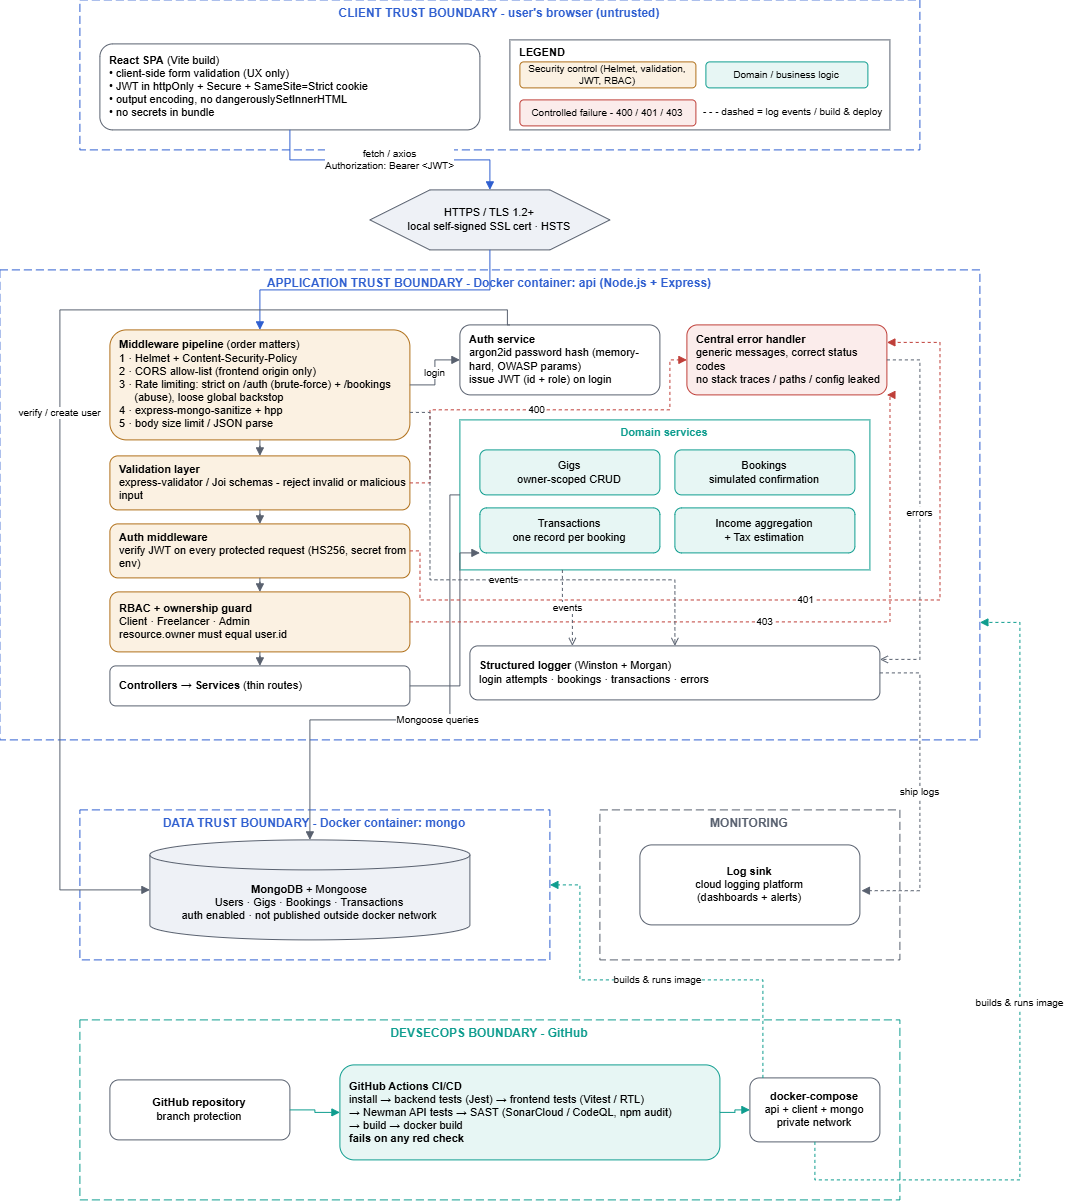 CLIENT TRUST BOUNDARY - user's browser (untrusted)
React SPA (Vite build)
• client-side form validation (UX only)
• JWT in httpOnly + Secure + SameSite=Strict cookie
• output encoding, no dangerouslySetInnerHTML
• no secrets in bundle
LEGEND
Security control (Helmet, validation,
JWT, RBAC)
Domain / business logic
Controlled failure - 400 / 401 / 403
- - - dashed = log events / build & deploy
fetch / axios
Authorization: Bearer <JWT>
HTTPS / TLS 1.2+
local self-signed SSL cert · HSTS
APPLICATION TRUST BOUNDARY - Docker container: api (Node.js + Express)
Middleware pipeline (order matters)
1 · Helmet + Content-Security-Policy
2 · CORS allow-list (frontend origin only)
3 · Rate limiting: strict on /auth (brute-force) + /bookings
(abuse), loose global backstop
4 · express-mongo-sanitize + hpp
5 · body size limit / JSON parse
login
Auth service
argon2id password hash (memory-
hard, OWASP params)
issue JWT (id + role) on login
Central error handler
generic messages, correct status
codes
no stack traces / paths / config leaked
verify / create user
400
Domain services
Gigs
owner-scoped CRUD
Bookings
simulated confirmation
Transactions
one record per booking
Income aggregation
+ Tax estimation
Validation layer
express-validator / Joi schemas - reject invalid or malicious
input
Auth middleware
verify JWT on every protected request (HS256, secret from
env)
errors
events
events
401
403
RBAC + ownership guard
Client · Freelancer · Admin
resource.owner must equal user.id
Controllers → Services (thin routes)
Structured logger (Winston + Morgan)
login attempts · bookings · transactions · errors
Mongoose queries
ship logs
DATA TRUST BOUNDARY - Docker container: mongo
MongoDB + Mongoose
Users · Gigs · Bookings · Transactions
auth enabled · not published outside docker network
MONITORING
Log sink
cloud logging platform
(dashboards + alerts)
builds & runs image
builds & runs image
DEVSECOPS BOUNDARY - GitHub
GitHub repository
branch protection
GitHub Actions CI/CD
install → backend tests (Jest) → frontend tests (Vitest / RTL)
→ Newman API tests → SAST (SonarCloud / CodeQL, npm audit)
→ build → docker build
fails on any red check
docker-compose
api + client + mongo
private network